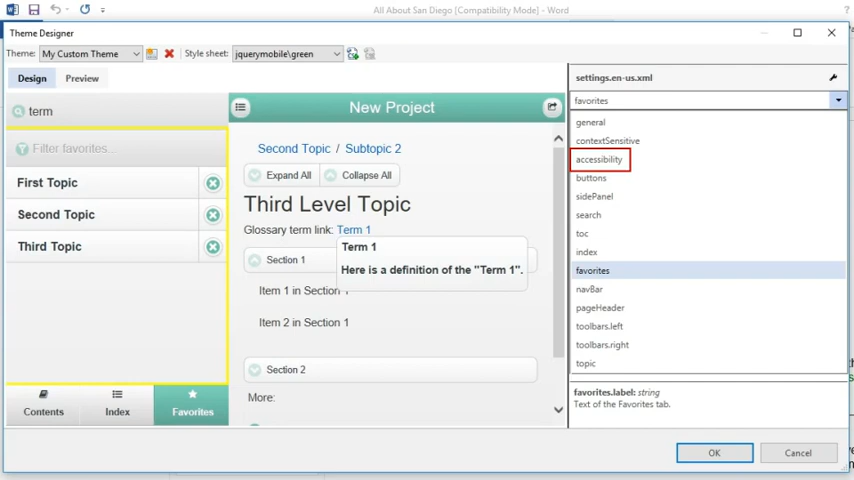 All About San Diego [Compatibility Mode] - Word
Theme Designer
Theme: My Custom Theme Style sheet: jquerymobile\green
Design Preview
settings.en-us.xml
term
New Project
favorites
general
contextSensitive
accessibility
buttons
sidePanel
search
toc
index
favorites
navBar
pageHeader
toolbars.left
toolbars.right
topic
Filter favorites...
First Topic
Second Topic
Third Topic
Second Topic / Subtopic 2
Expand All Collapse All
Third Level Topic
Glossary term link: Term 1
Term 1
Here is a definition of the "Term 1".
Section 1
Item 1 in Section 1
Item 2 in Section 1
Section 2
More:
Contents Index Favorites
favorites.label: string
Text of the Favorites tab.
OK Cancel